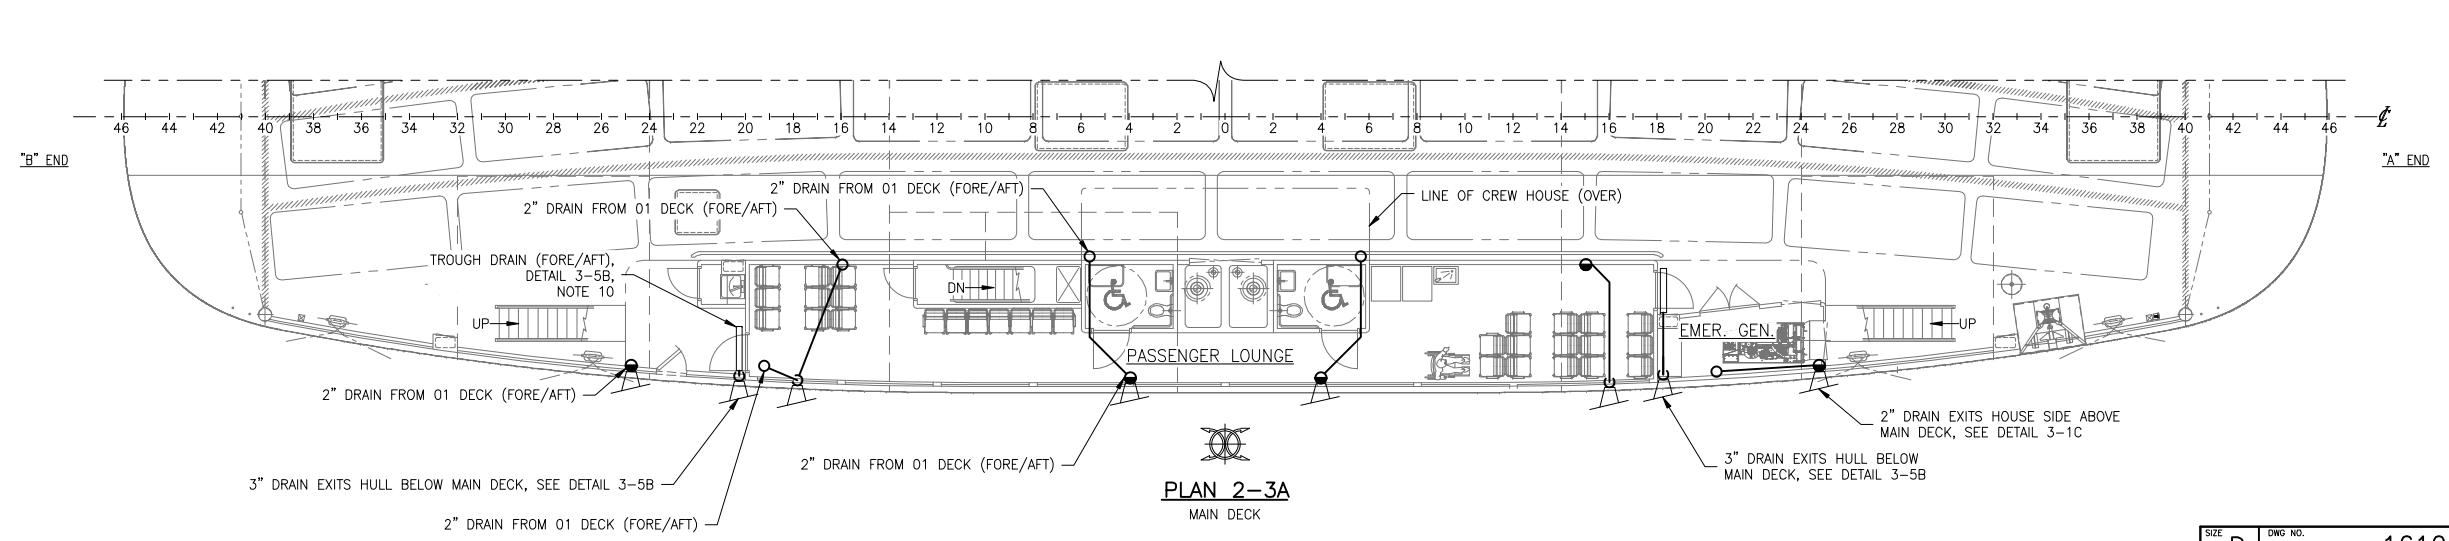 46 44 42 40 38 36 34 32 30 28 26 24 22 20 18 16 14 12 10 8 6 4 2 0 2 4 6 8 10 12 14 16 18 20 22 24 26 28 30 32 34 36 38 40 42 44 46
"B" END
"A" END
2" DRAIN FROM 01 DECK (FORE/AFT)
LINE OF CREW HOUSE (OVER)
2" DRAIN FROM 01 DECK (FORE/AFT)
TROUGH DRAIN (FORE/AFT),
DETAIL 3-5B,
NOTE 10
DN
UP
EMER. GEN.
UP
PASSENGER LOUNGE
2" DRAIN FROM 01 DECK (FORE/AFT)
2" DRAIN EXITS HOUSE SIDE ABOVE
MAIN DECK, SEE DETAIL 3-1C
2" DRAIN FROM 01 DECK (FORE/AFT)
3" DRAIN EXITS HULL BELOW
MAIN DECK, SEE DETAIL 3-5B
3" DRAIN EXITS HULL BELOW MAIN DECK, SEE DETAIL 3-5B
PLAN 2-3A
MAIN DECK
2" DRAIN FROM 01 DECK (FORE/AFT)
SIZE
DWG NO.